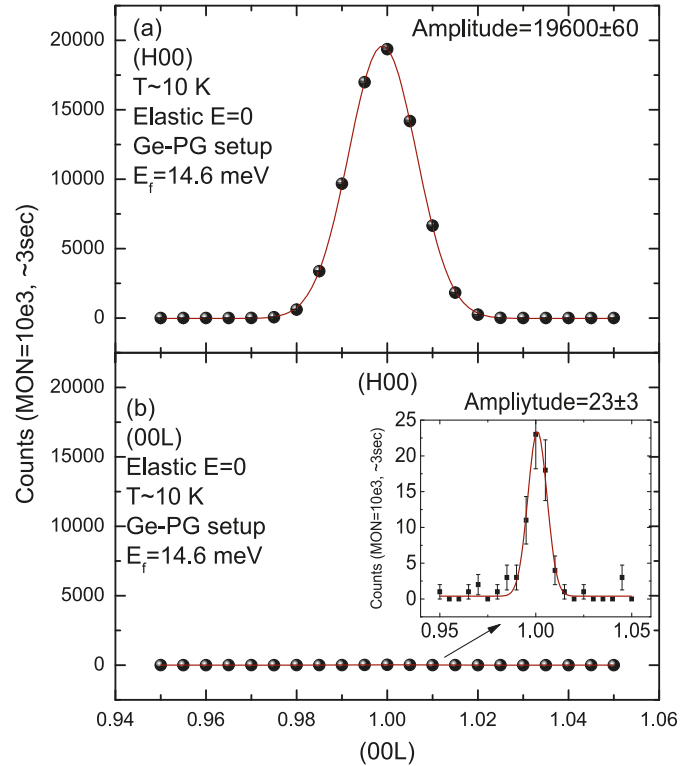 (a)
(H00)
T~10 K
Elastic E=0
Ge-PG setup
E_f=14.6 meV
Amplitude=19600±60
20000
15000
10000
5000
0
Counts (MON=10e3, ~3sec)
(H00)
(b)
(00L)
Elastic E=0
T~10 K
Ge-PG setup
E_f=14.6 meV
Ampliytude=23±3
25
20
15
10
5
0
Counts (MON=10e3, ~3sec)
0.95 1.00 1.05
20000
15000
10000
5000
0
0.94 0.96 0.98 1.00 1.02 1.04 1.06
(00L)